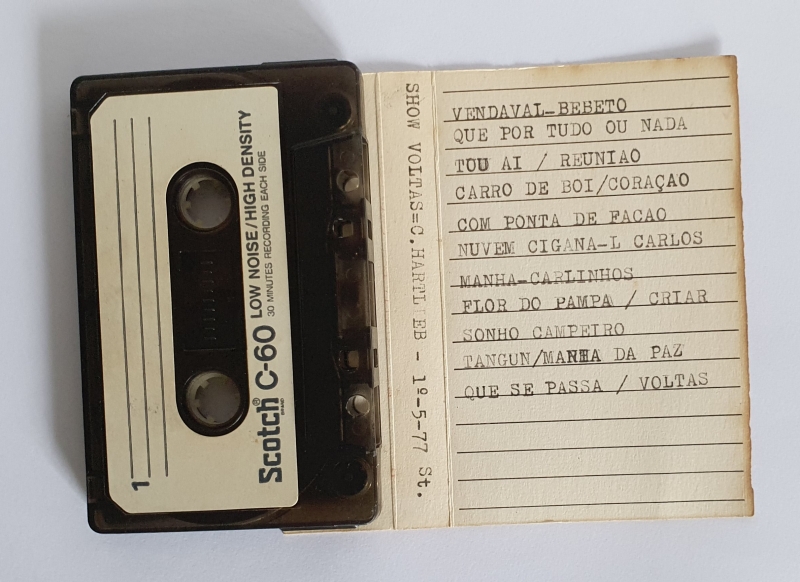 1
Scotch® C-60 LOW NOISE/HIGH DENSITY
BRAND
30 MINUTES RECORDING EACH SIDE
SHOW VOLTAS=C.HARTLIEB - 1º-5-77 St.
VENDAVAL-BEBETO
QUE POR TUDO OU NADA
TOU AI / REUNIAO
CARRO DE BOI/CORAÇAO
COM PONTA DE FACAO
NUVEM CIGANA-L CARLOS
MANHA-CARLINHOS
FLOR DO PAMPA / CRIAR
SONHO CAMPEIRO
TANGUN/MANHA DA PAZ
QUE SE PASSA / VOLTAS